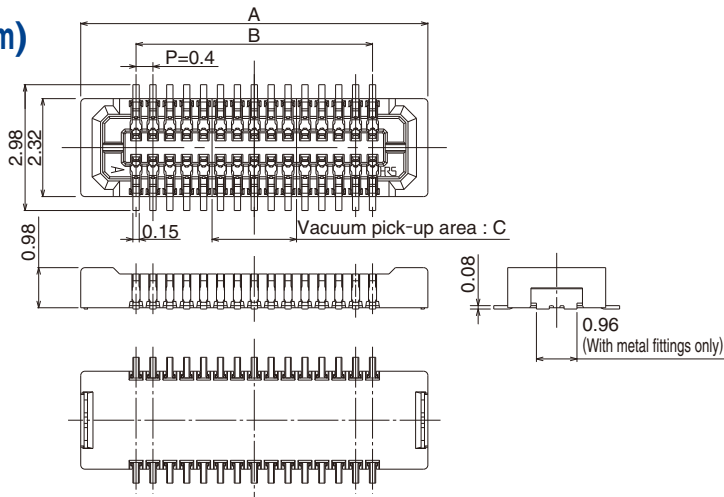 m)
A
B
P=0.4
2.98
2.32
A
HRS
0.15
Vacuum pick-up area : C
0.98
0.08
0.96
(With metal fittings only)